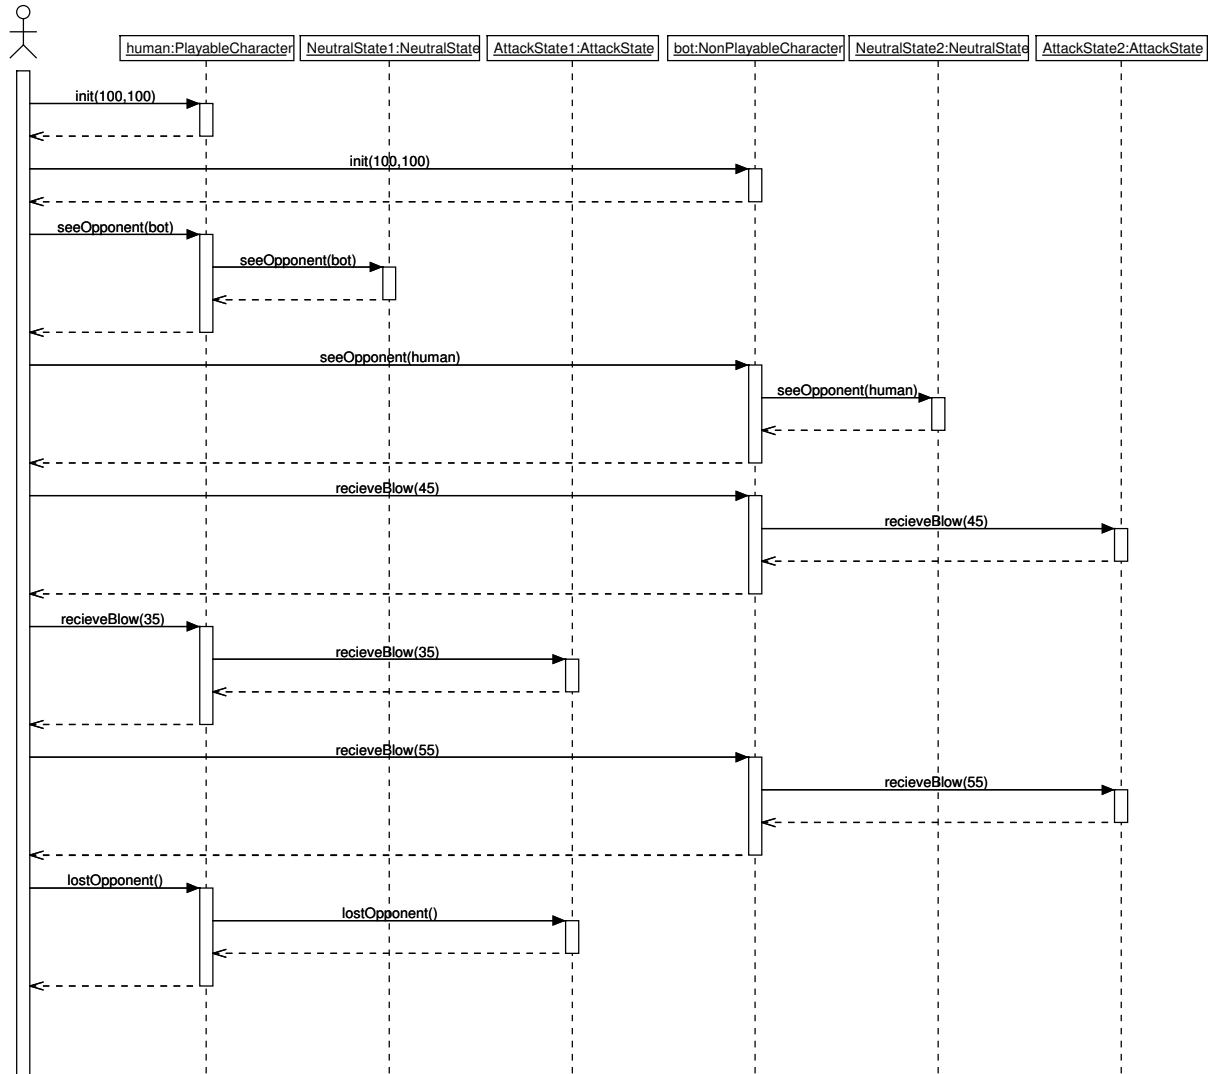 human:PlayableCharacter
NeutralState1:NeutralState
AttackState1:AttackState
bot:NonPlayableCharacter
NeutralState2:NeutralState
AttackState2:AttackState
init(100,100)
init(100,100)
seeOpponent(bot)
seeOpponent(bot)
seeOpponent(human)
seeOpponent(human)
recieveBlow(45)
recieveBlow(45)
recieveBlow(35)
recieveBlow(35)
recieveBlow(55)
recieveBlow(55)
lostOpponent()
lostOpponent()